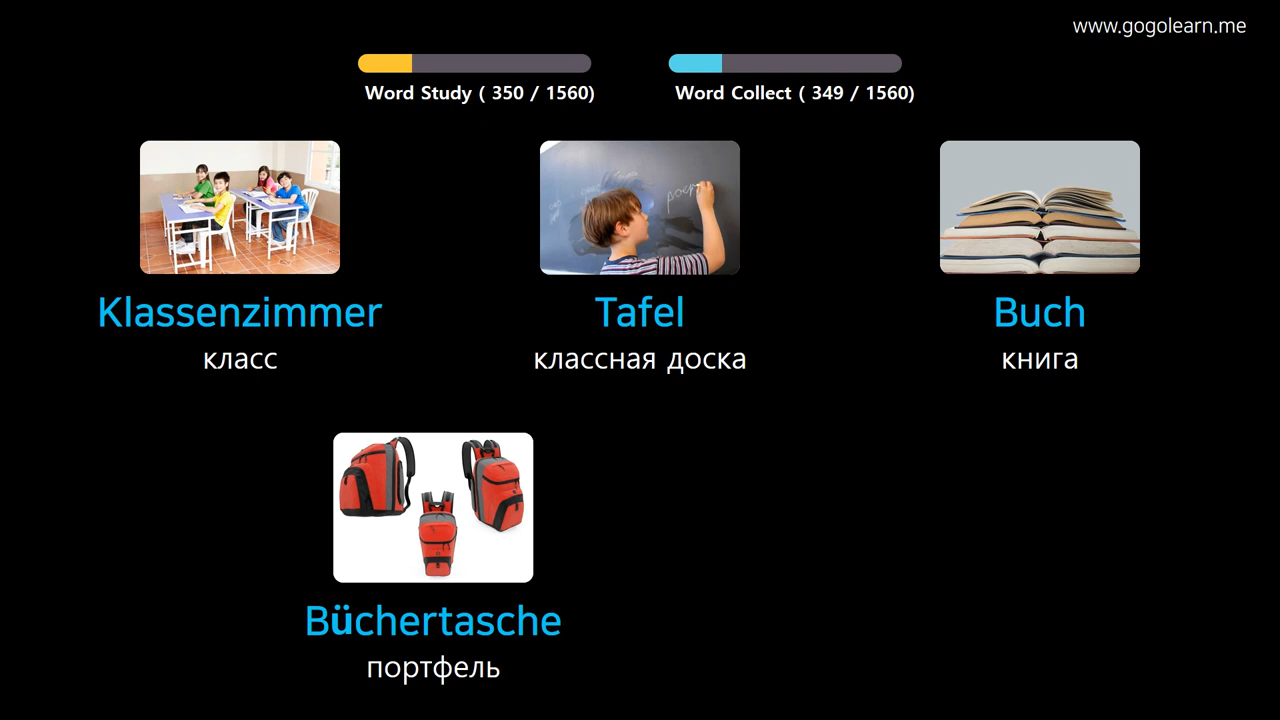 www.gogolearn.me
Word Study ( 350 / 1560)
Word Collect ( 349 / 1560)
Klassenzimmer
класс
Tafel
классная доска
Buch
книга
Büchertasche
портфель